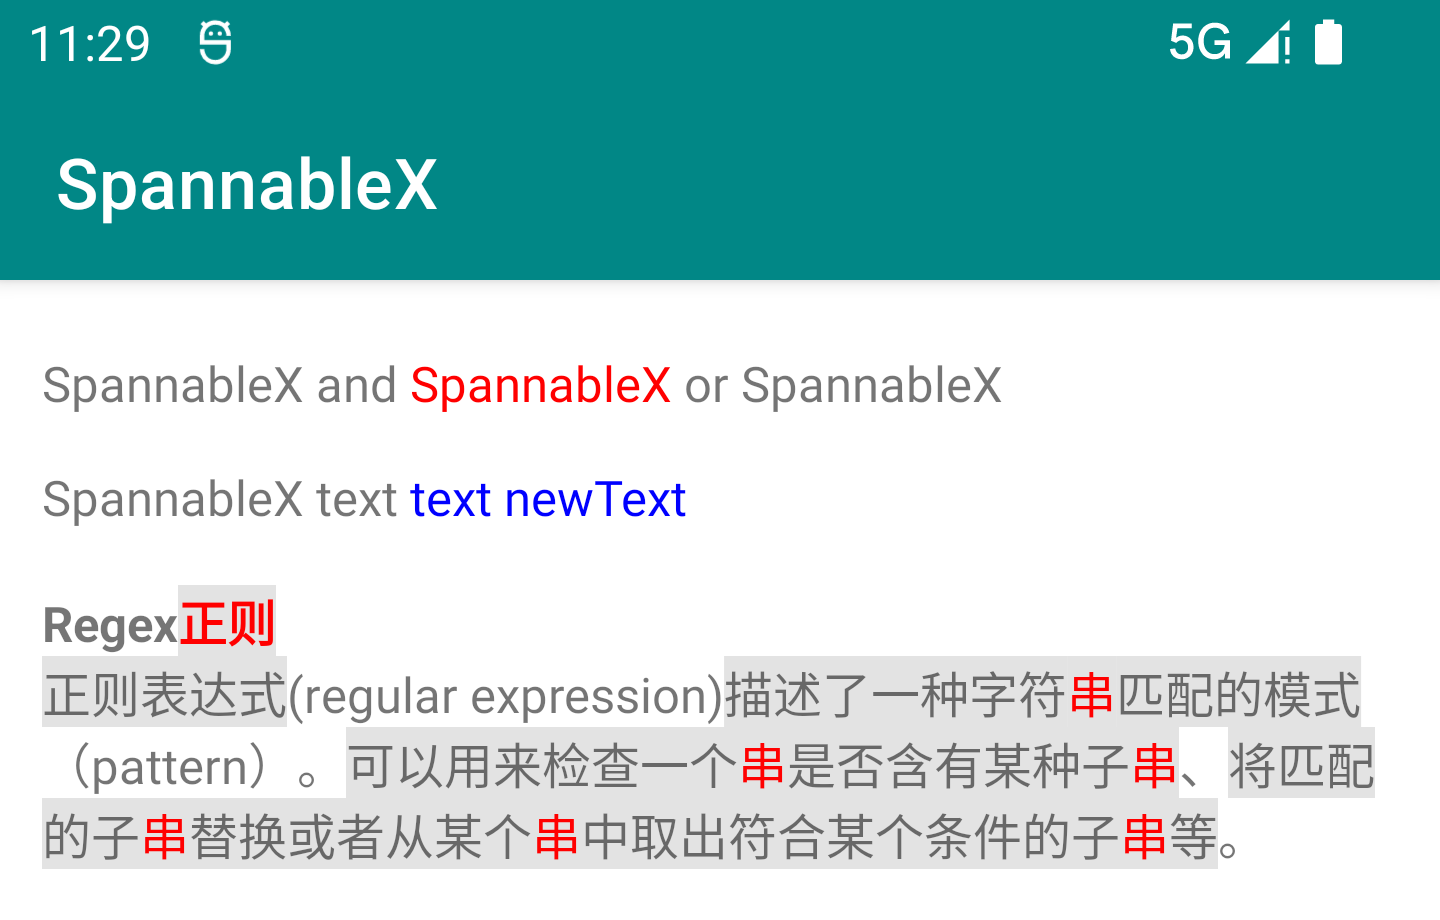 11:29 5G
SpannableX
SpannableX and SpannableX or SpannableX
SpannableX text text newText
Regex正则
正则表达式(regular expression)描述了一种字符串匹配的模式
（pattern）。可以用来检查一个串是否含有某种子串、将匹配
的子串替换或者从某个串中取出符合某个条件的子串等。